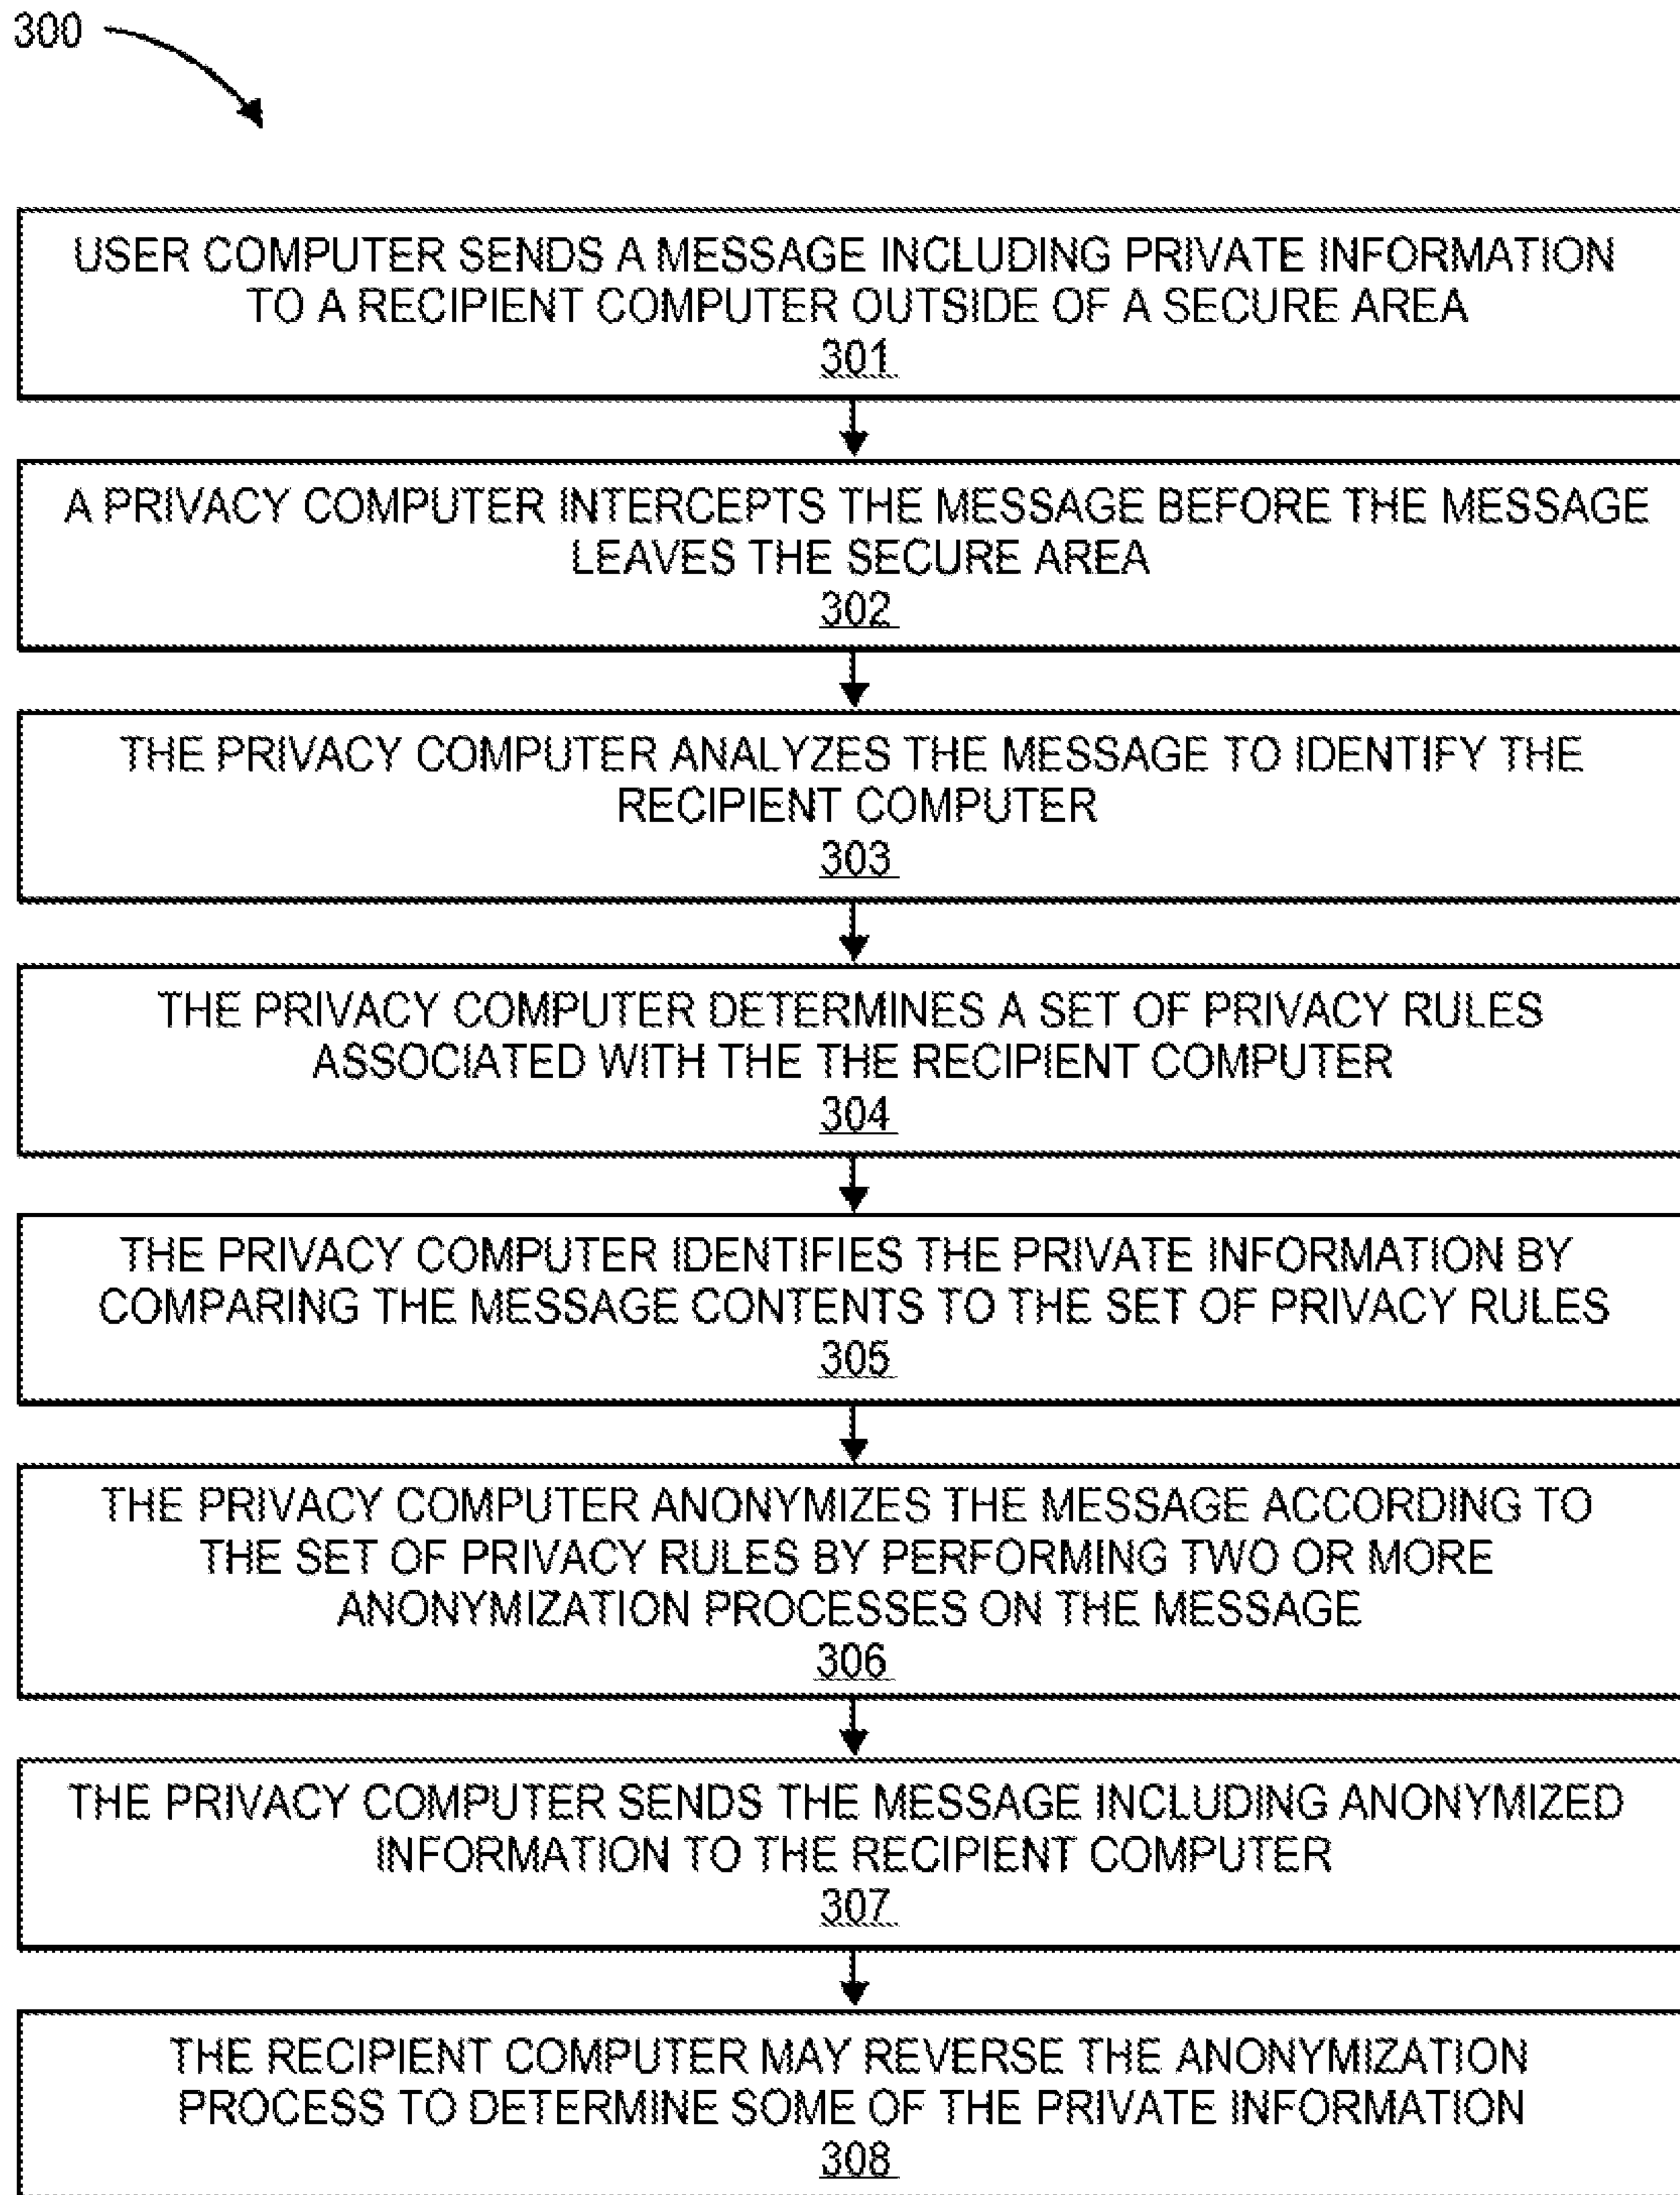 300
USER COMPUTER SENDS A MESSAGE INCLUDING PRIVATE INFORMATION
TO A RECIPIENT COMPUTER OUTSIDE OF A SECURE AREA
301
A PRIVACY COMPUTER INTERCEPTS THE MESSAGE BEFORE THE MESSAGE
LEAVES THE SECURE AREA
302
THE PRIVACY COMPUTER ANALYZES THE MESSAGE TO IDENTIFY THE
RECIPIENT COMPUTER
303
THE PRIVACY COMPUTER DETERMINES A SET OF PRIVACY RULES
ASSOCIATED WITH THE THE RECIPIENT COMPUTER
304
THE PRIVACY COMPUTER IDENTIFIES THE PRIVATE INFORMATION BY
COMPARING THE MESSAGE CONTENTS TO THE SET OF PRIVACY RULES
305
THE PRIVACY COMPUTER ANONYMIZES THE MESSAGE ACCORDING TO
THE SET OF PRIVACY RULES BY PERFORMING TWO OR MORE
ANONYMIZATION PROCESSES ON THE MESSAGE
306
THE PRIVACY COMPUTER SENDS THE MESSAGE INCLUDING ANONYMIZED
INFORMATION TO THE RECIPIENT COMPUTER
307
THE RECIPIENT COMPUTER MAY REVERSE THE ANONYMIZATION
PROCESS TO DETERMINE SOME OF THE PRIVATE INFORMATION
308